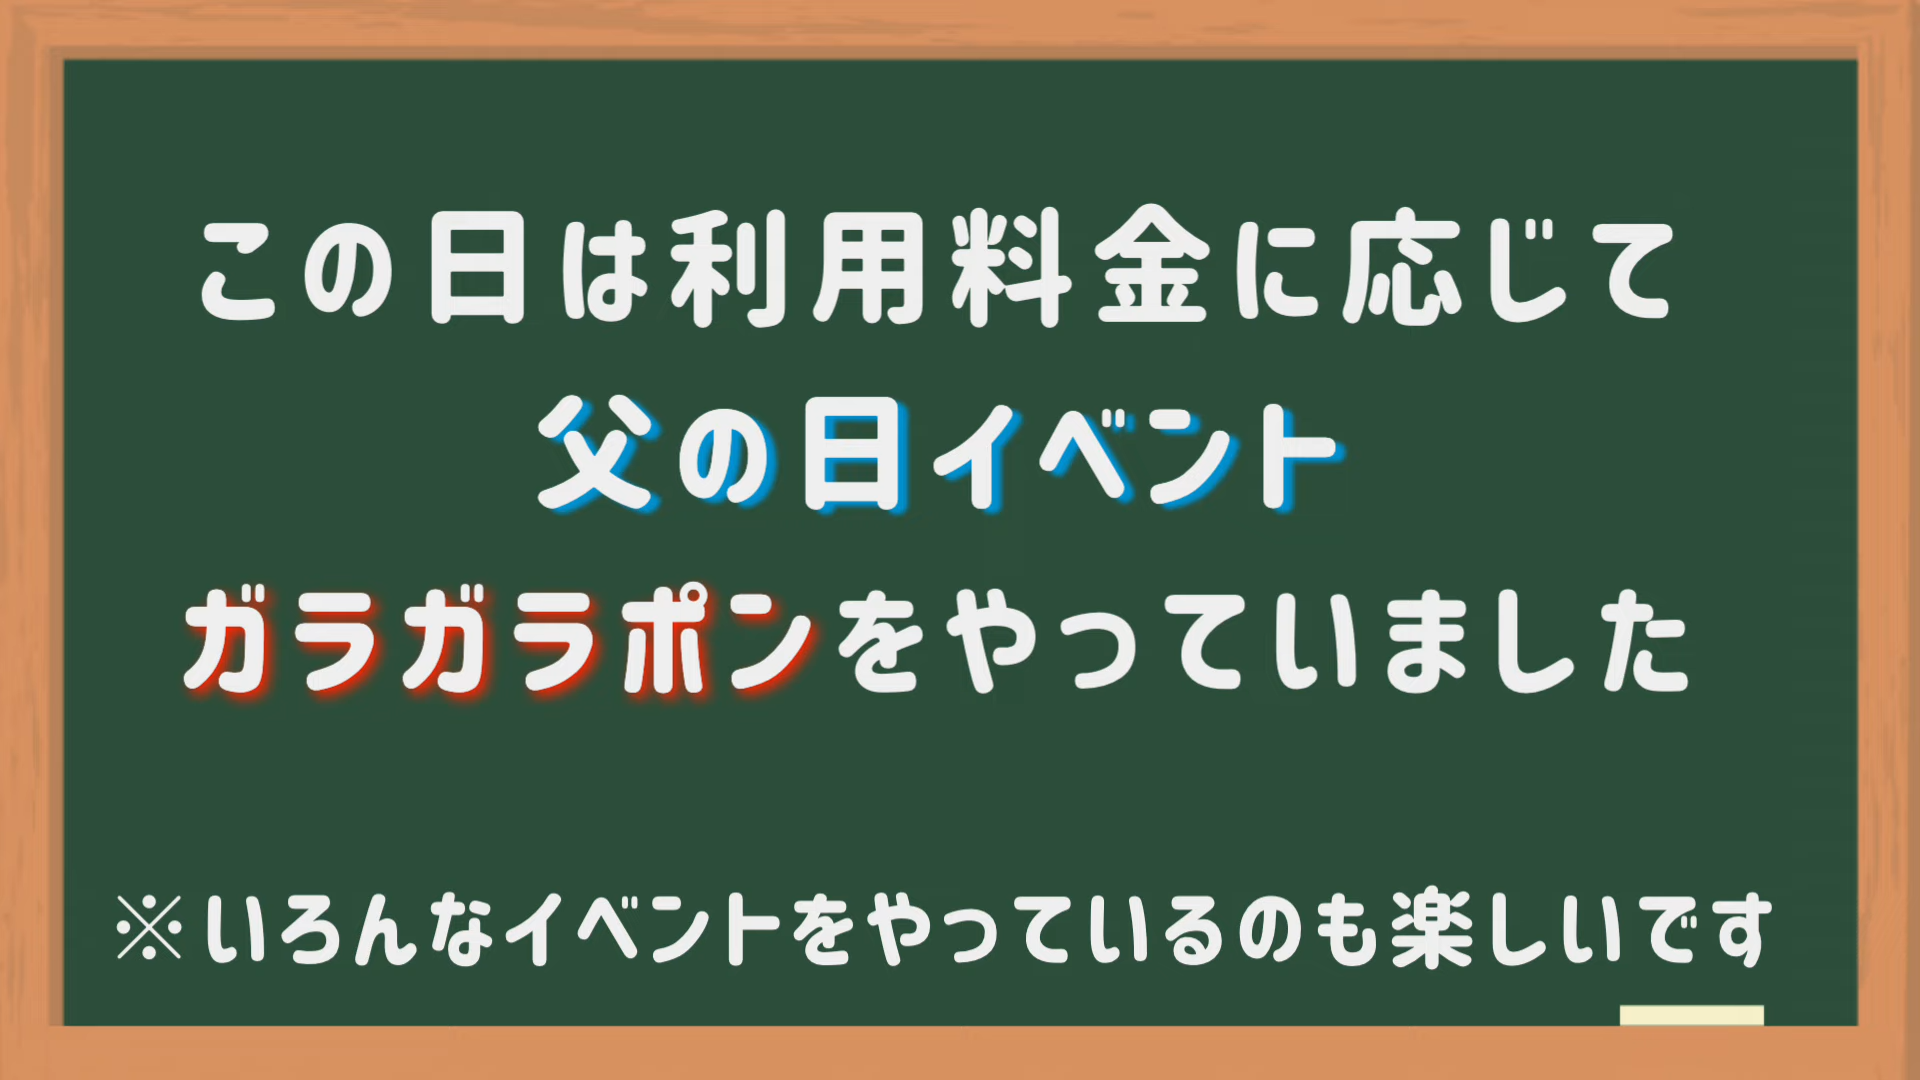 この日は利用料金に応じて
父の日イベント
ガラガラポンをやっていました
※いろんなイベントをやっているのも楽しいです